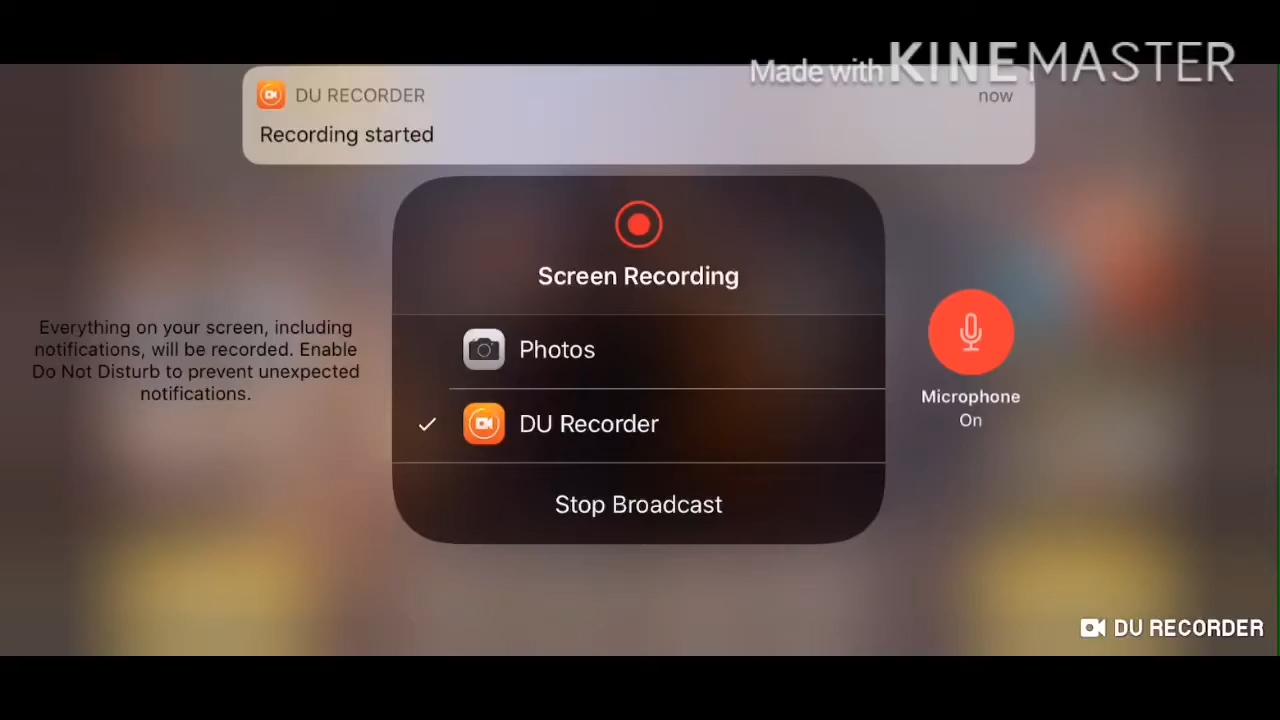 Made with KINEMASTER
DU RECORDER
now
Recording started
Screen Recording
Everything on your screen, including
notifications, will be recorded. Enable
Do Not Disturb to prevent unexpected
notifications.
Photos
DU Recorder
Stop Broadcast
Microphone
On
DU RECORDER